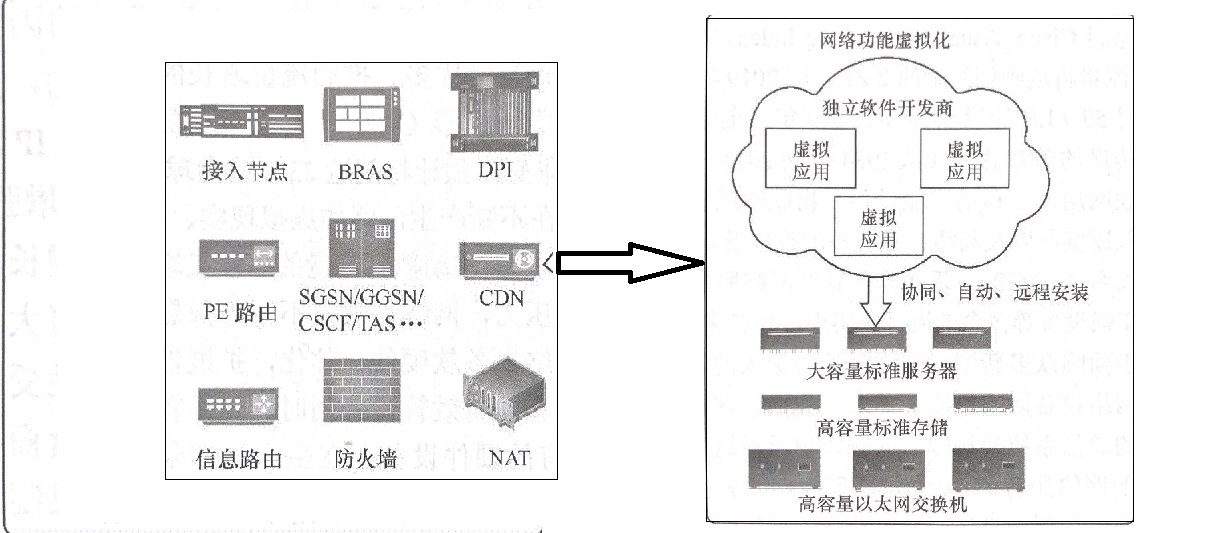 接入节点
BRAS
DPI
PE 路由
SGSN/GGSN/
CSCF/TAS···
CDN
信息路由
防火墙
NAT
网络功能虚拟化
独立软件开发商
虚拟
应用
虚拟
应用
虚拟
应用
协同、自动、远程安装
大容量标准服务器
高容量标准存储
高容量以太网交换机